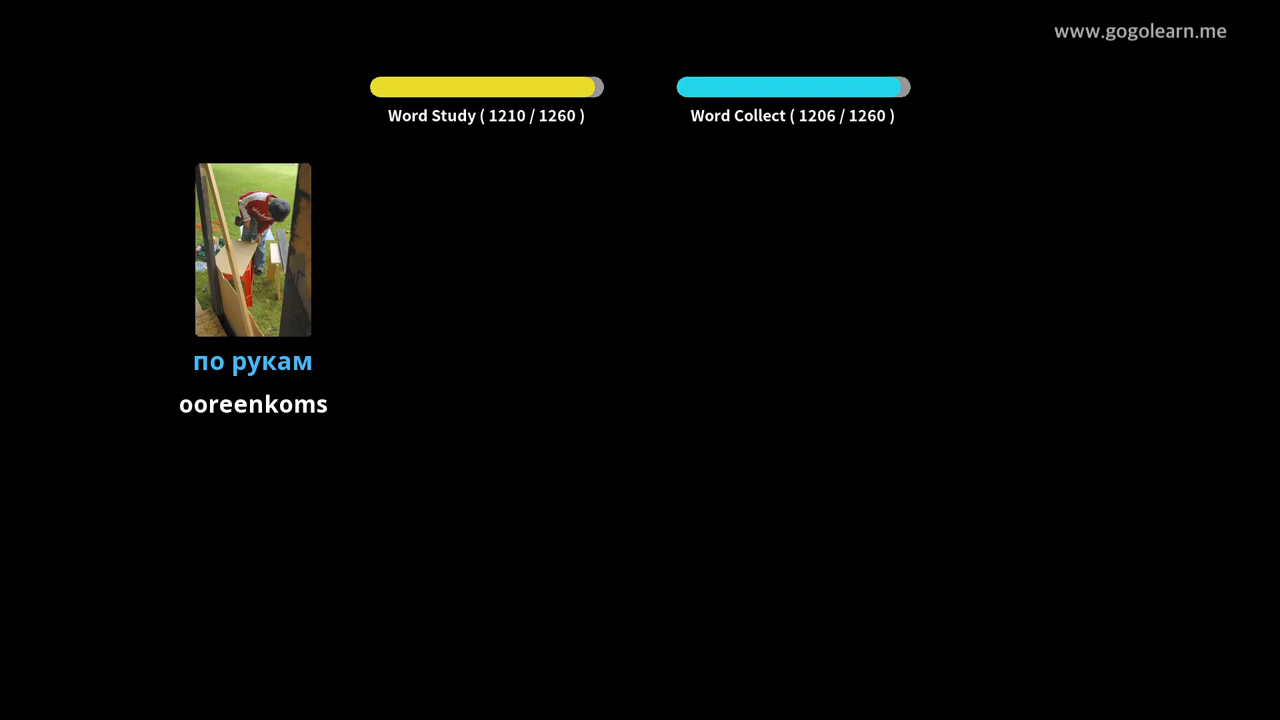 www.gogolearn.me
Word Study ( 1210 / 1260 )
Word Collect ( 1206 / 1260 )
по рукам
ooreenkoms